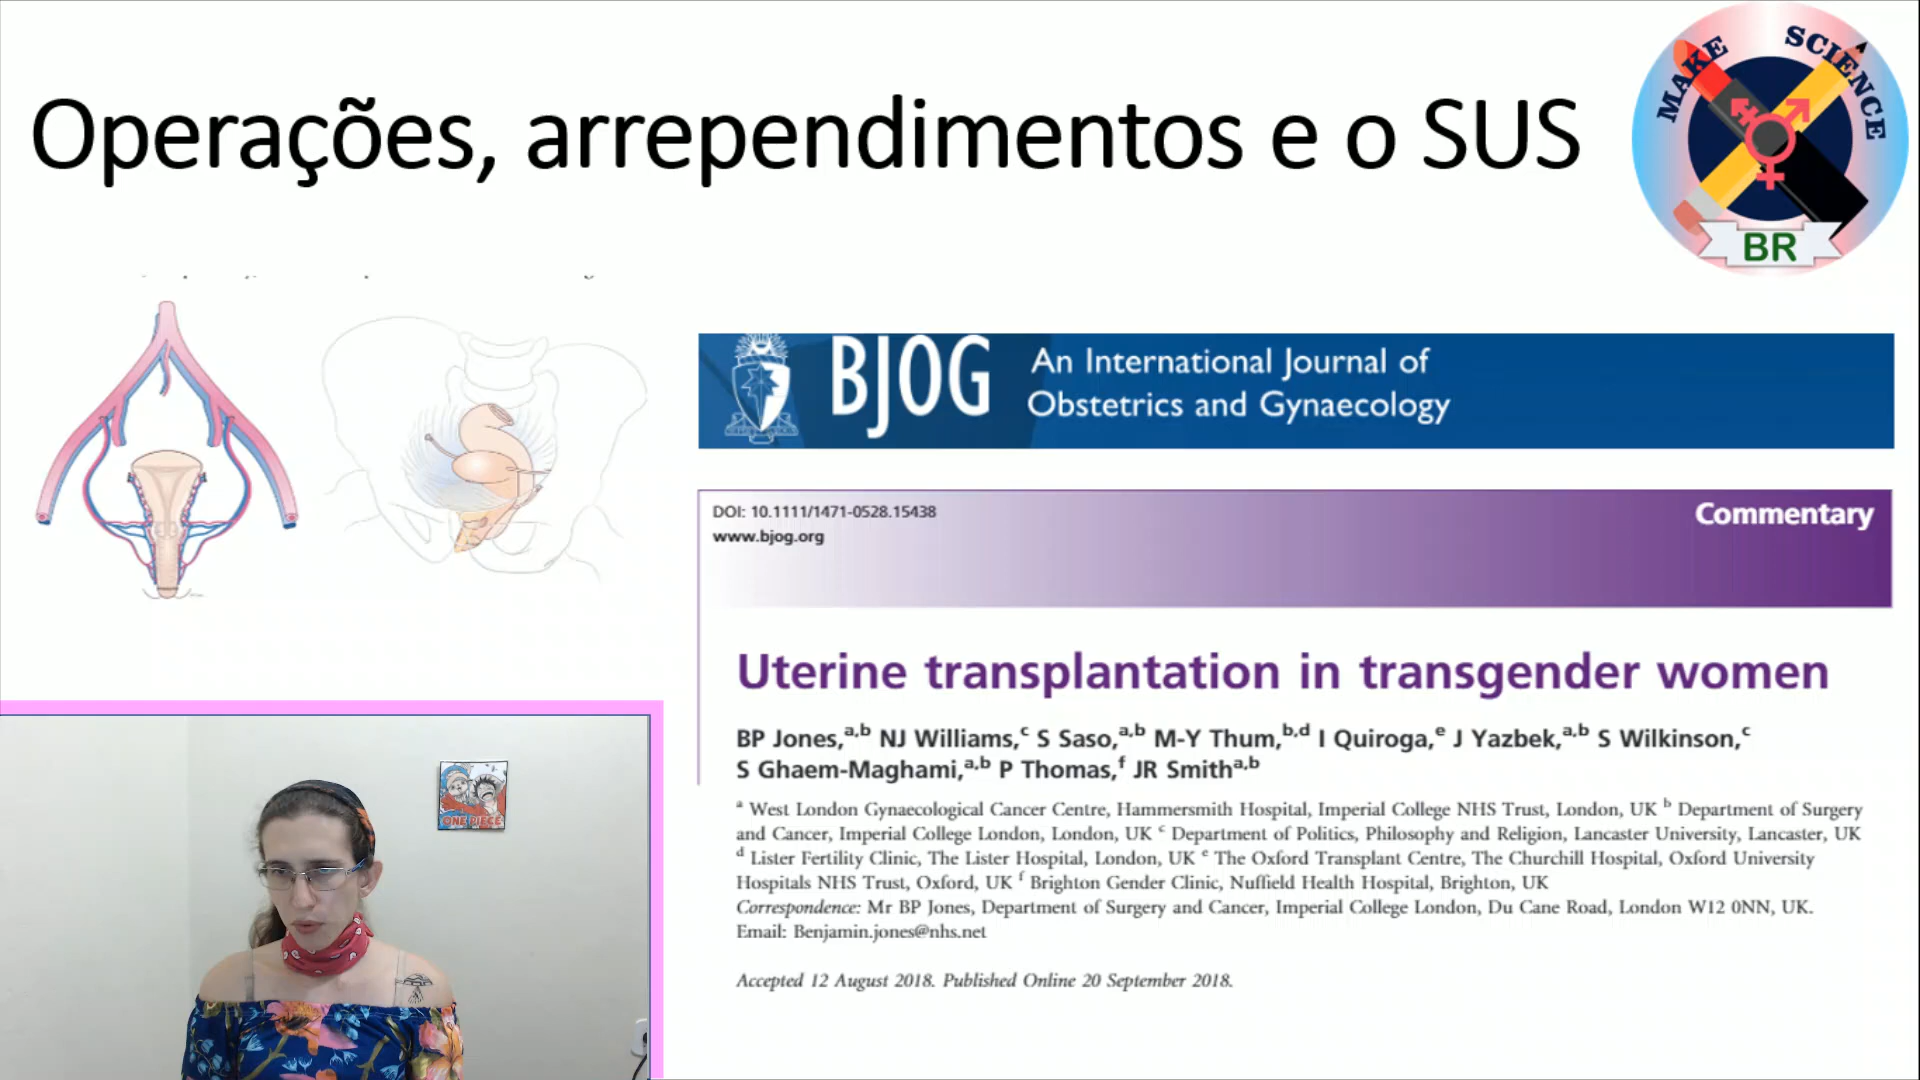 Operações, arrependimentos e o SUS
MAKE SCIENCE
BR
BJOG An International Journal of
Obstetrics and Gynaecology
DOI: 10.1111/1471-0528.15438
www.bjog.org
Commentary
Uterine transplantation in transgender women
BP Jones,a,b NJ Williams,c S Saso,a,b M-Y Thum,b,d I Quiroga,e J Yazbek,a,b S Wilkinson,c
S Ghaem-Maghami,a,b P Thomas,f JR Smitha,b
a West London Gynaecological Cancer Centre, Hammersmith Hospital, Imperial College NHS Trust, London, UK b Department of Surgery
and Cancer, Imperial College London, London, UK c Department of Politics, Philosophy and Religion, Lancaster University, Lancaster, UK
d Lister Fertility Clinic, The Lister Hospital, London, UK e The Oxford Transplant Centre, The Churchill Hospital, Oxford University
Hospitals NHS Trust, Oxford, UK f Brighton Gender Clinic, Nuffield Health Hospital, Brighton, UK
Correspondence: Mr BP Jones, Department of Surgery and Cancer, Imperial College London, Du Cane Road, London W12 0NN, UK.
Email: Benjamin.jones@nhs.net
Accepted 12 August 2018. Published Online 20 September 2018.
ONE PIECE